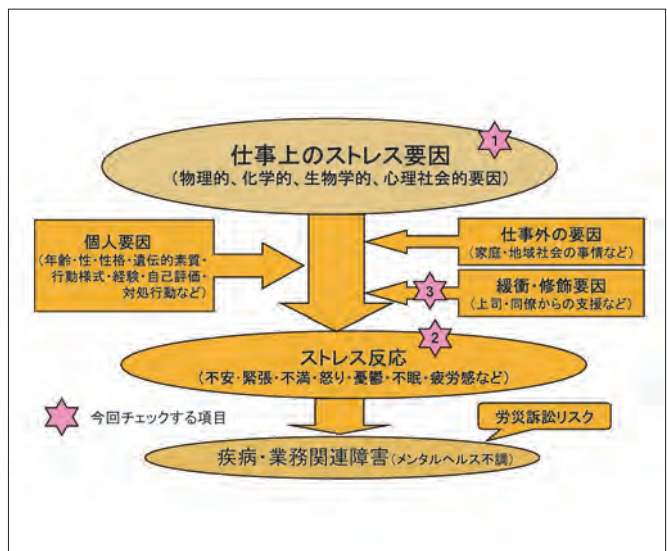 1
仕事上のストレス要因
(物理的、化学的、生物学的、心理社会的要因)
個人要因
(年齢・性・性格・遺伝的素質・
行動様式・経験・自己評価・
対処行動など)
仕事外の要因
(家庭・地域社会の事情など)
3
緩衝・修飾要因
(上司・同僚からの支援など)
2
ストレス反応
(不安・緊張・不満・怒り・憂鬱・不眠・疲労感など)
今回チェックする項目
労災訴訟リスク
疾病・業務関連障害(メンタルヘルス不調)